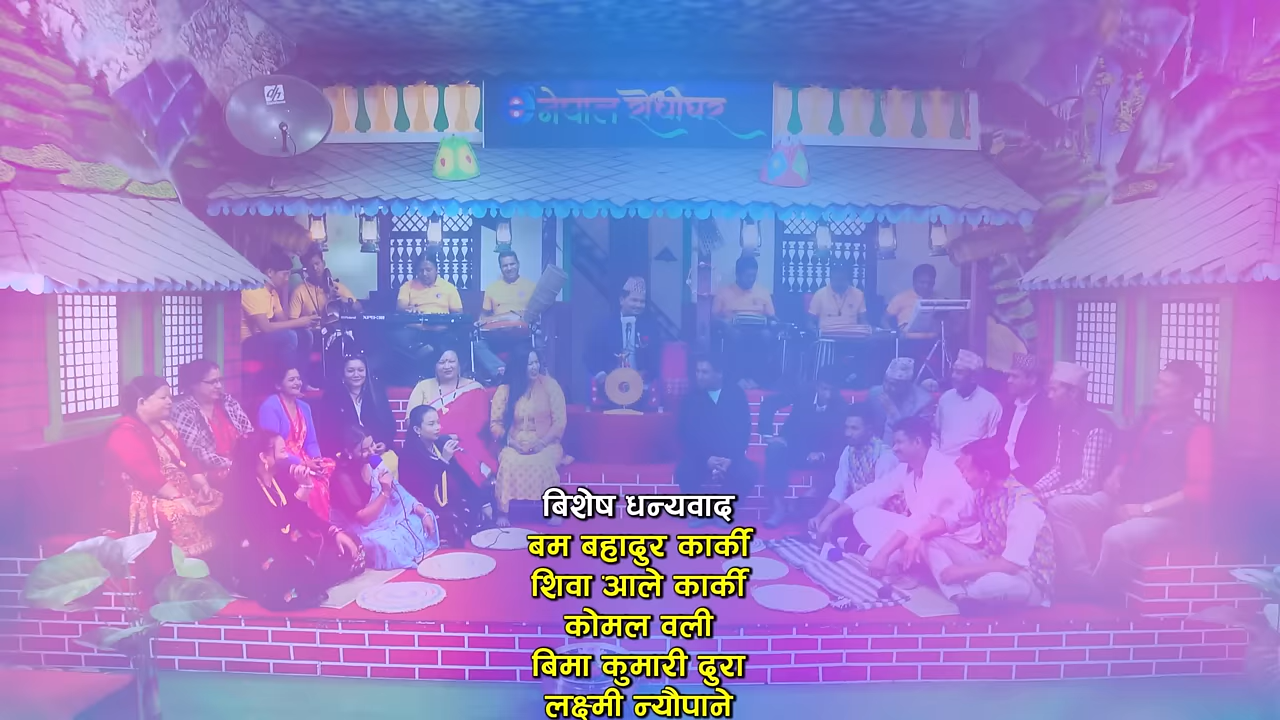 नेपाल रोधीघर
बिशेष धन्यवाद
बम बहादुर कार्की
शिवा आले कार्की
कोमल वली
बिमा कुमारी दुरा
लक्ष्मी न्यौपाने